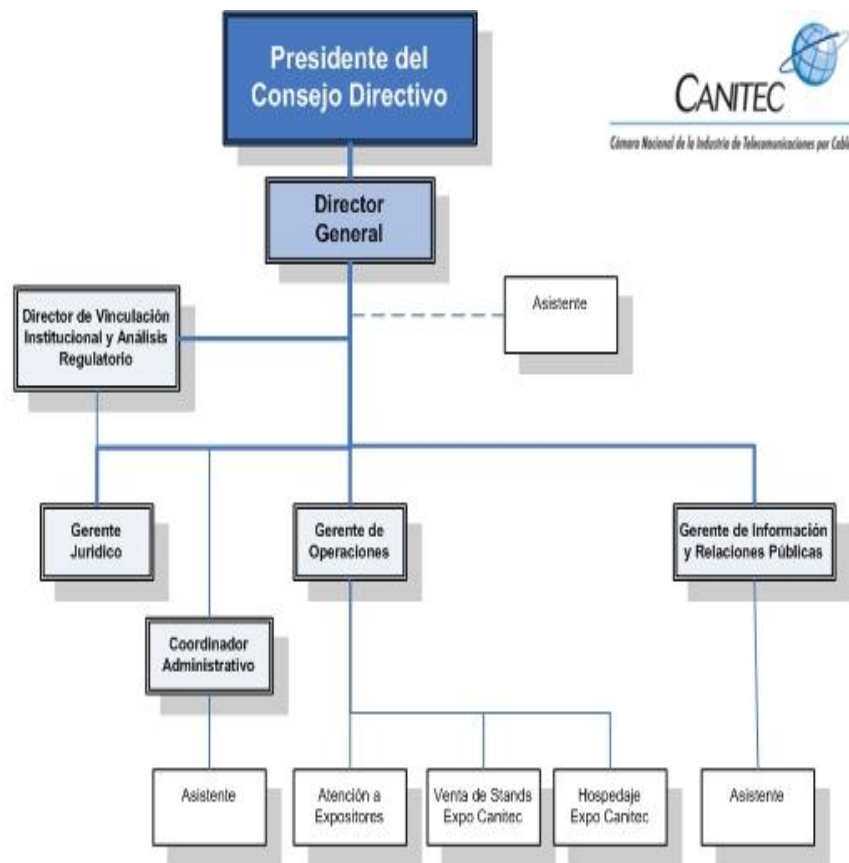 Presidente del
Consejo Directivo
CANITEC
Cámara Nacional de la Industria de Telecomunicaciones por Cable
Director
General
Director de Vinculación
Institucional y Análisis
Regulatorio
Asistente
Gerente
Jurídico
Gerente de
Operaciones
Gerente de Información
y Relaciones Públicas
Coordinador
Administrativo
Asistente
Atención a
Expositores
Venta de Stands
Expo Canitec
Hospedaje
Expo Canitec
Asistente